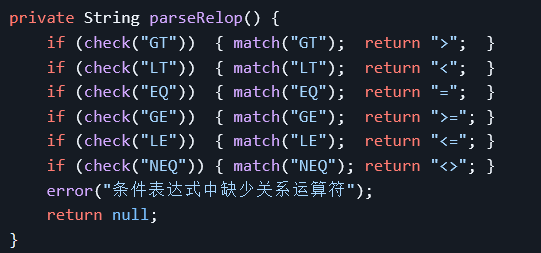 private String parseRelop() {
    if (check("GT"))  { match("GT");  return ">";  }
    if (check("LT"))  { match("LT");  return "<";  }
    if (check("EQ"))  { match("EQ");  return "=";  }
    if (check("GE"))  { match("GE");  return ">="; }
    if (check("LE"))  { match("LE");  return "<="; }
    if (check("NEQ")) { match("NEQ"); return "<>"; }
    error("条件表达式中缺少关系运算符");
    return null;
}